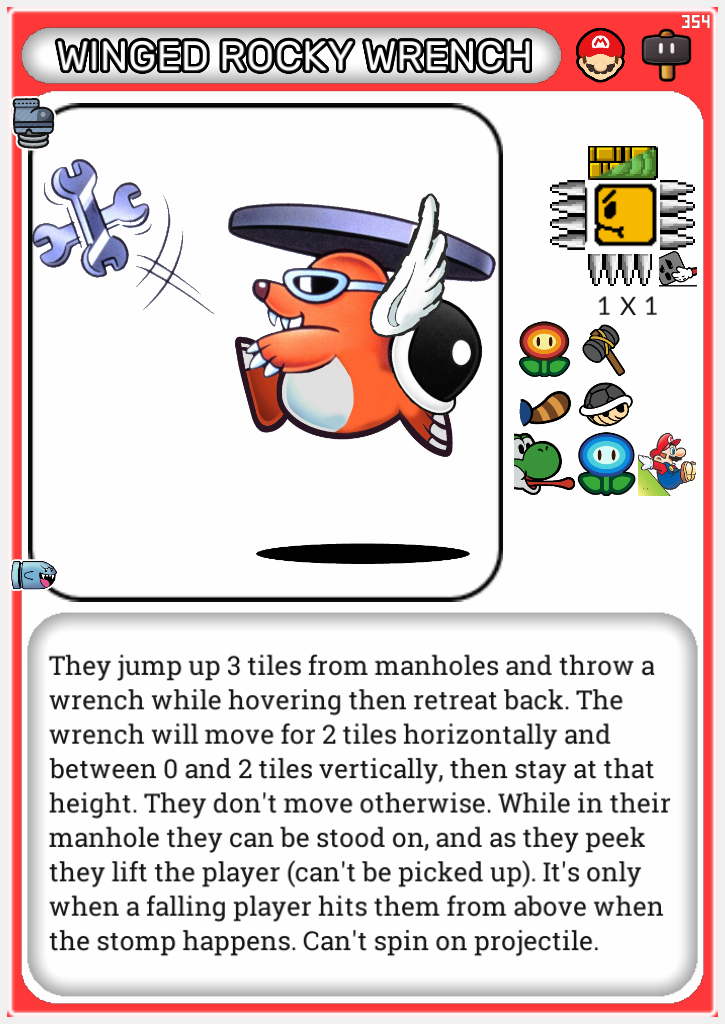 354
WINGED ROCKY WRENCH
1 X 1
They jump up 3 tiles from manholes and throw a
wrench while hovering then retreat back. The
wrench will move for 2 tiles horizontally and
between 0 and 2 tiles vertically, then stay at that
height. They don't move otherwise. While in their
manhole they can be stood on, and as they peek
they lift the player (can't be picked up). It's only
when a falling player hits them from above when
the stomp happens. Can't spin on projectile.